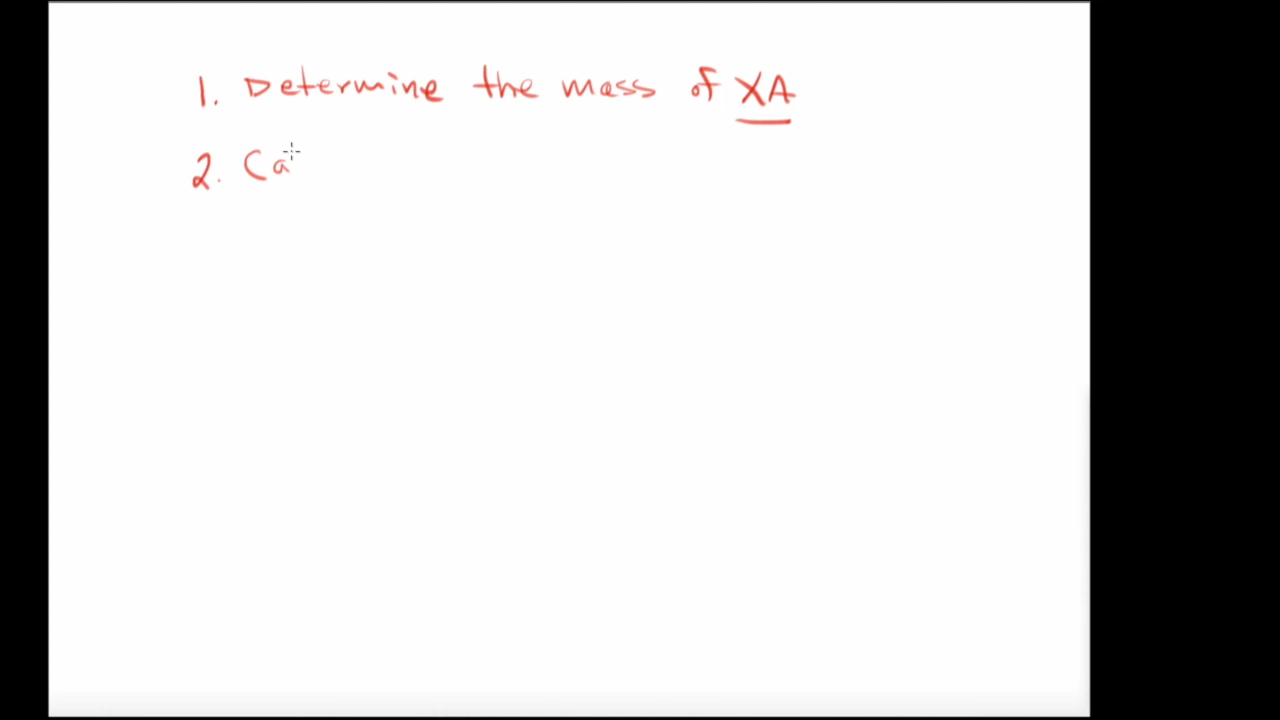 1. Determine the mass of XA
2. Ca